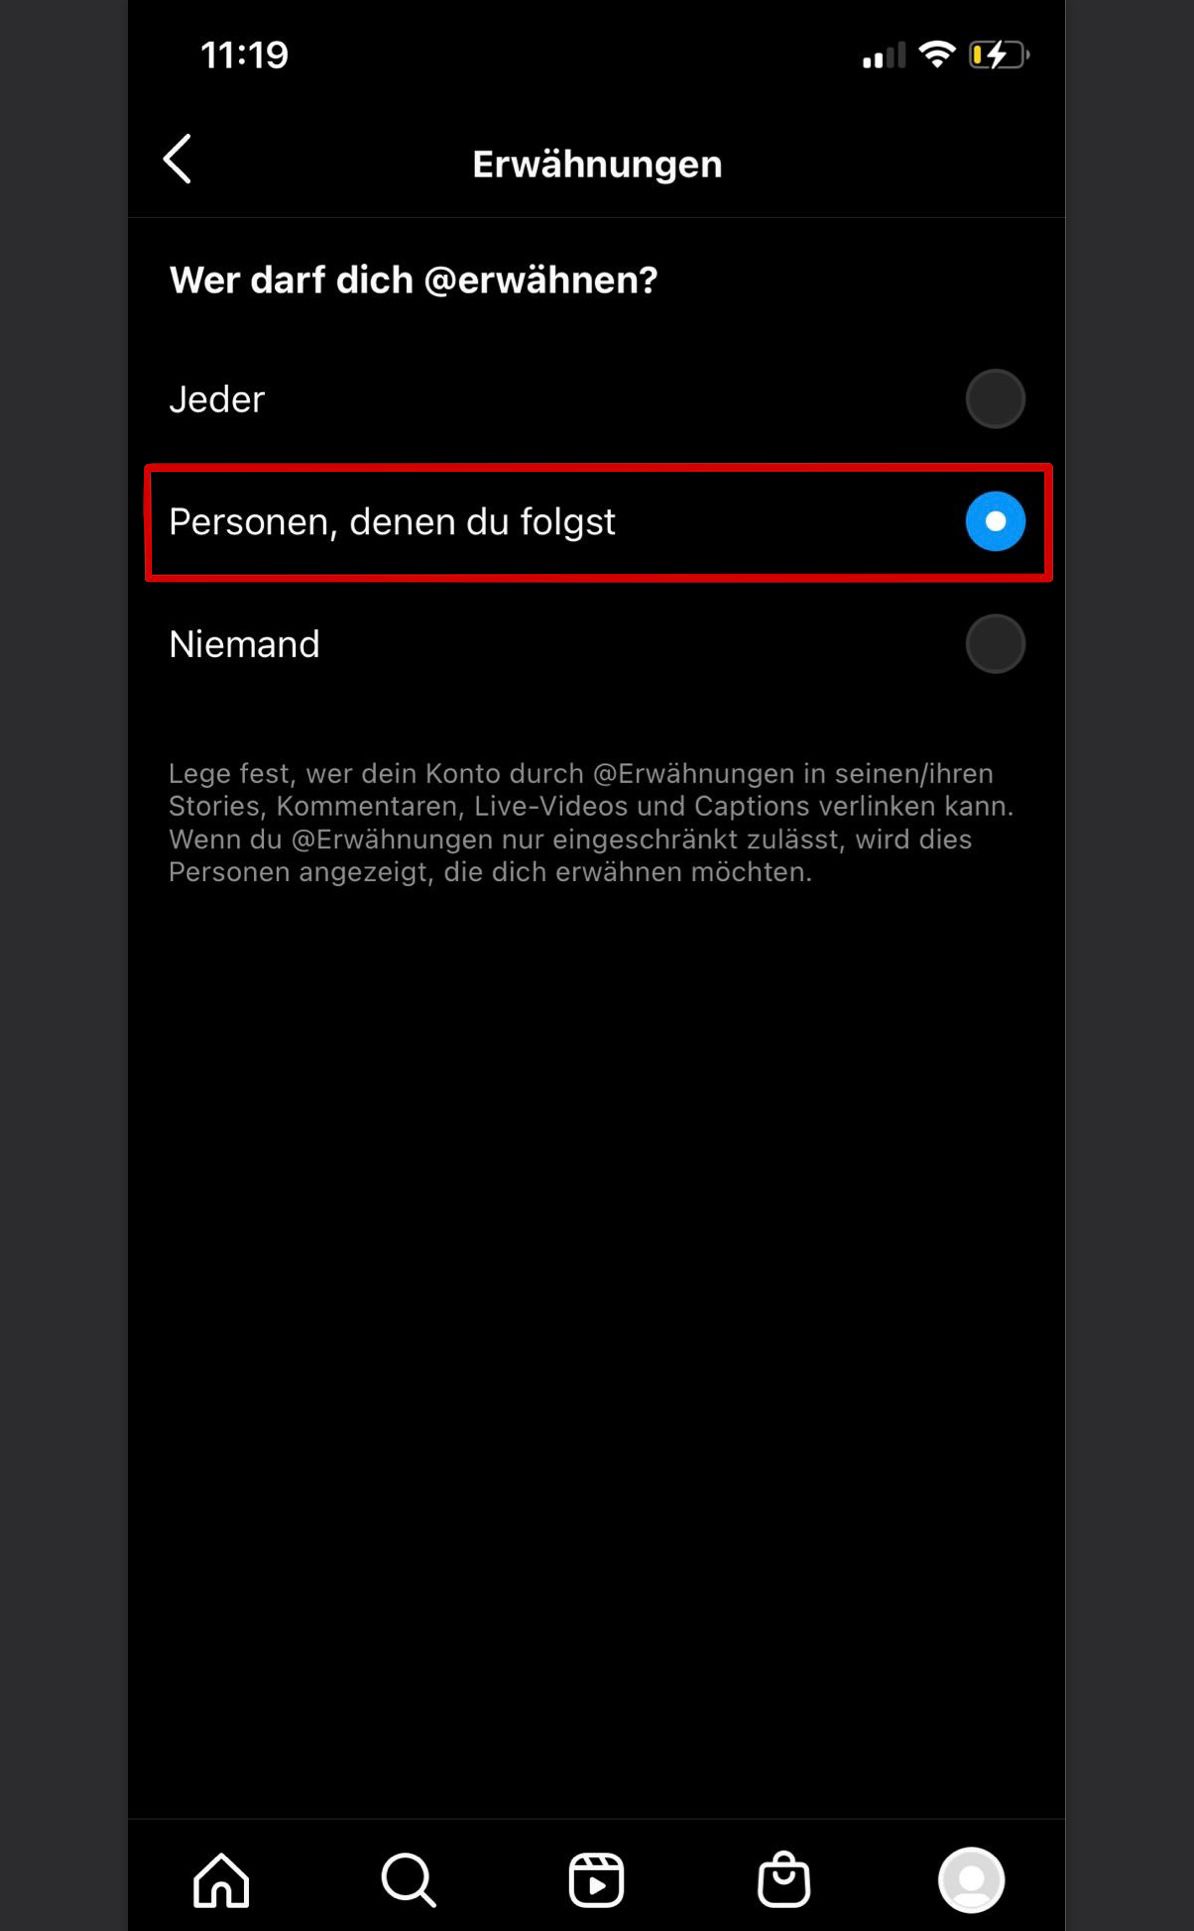 11:19
Erwähnungen
Wer darf dich @erwähnen?
Jeder
Personen, denen du folgst
Niemand
Lege fest, wer dein Konto durch @Erwähnungen in seinen/ihren
Stories, Kommentaren, Live-Videos und Captions verlinken kann.
Wenn du @Erwähnungen nur eingeschränkt zulässt, wird dies
Personen angezeigt, die dich erwähnen möchten.